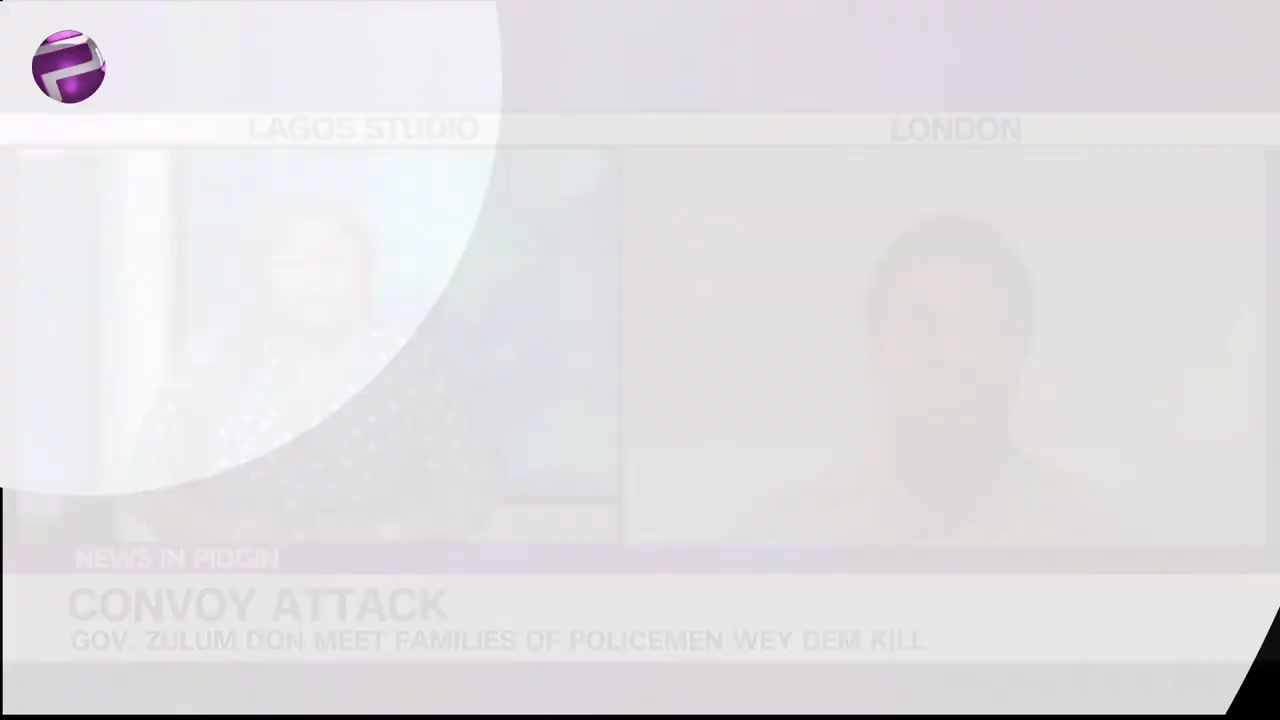 LAGOS STUDIO
LONDON
NEWS IN PIDGIN
CONVOY ATTACK
GOV. ZULUM DON MEET FAMILIES OF POLICEMEN WEY DEM KILL